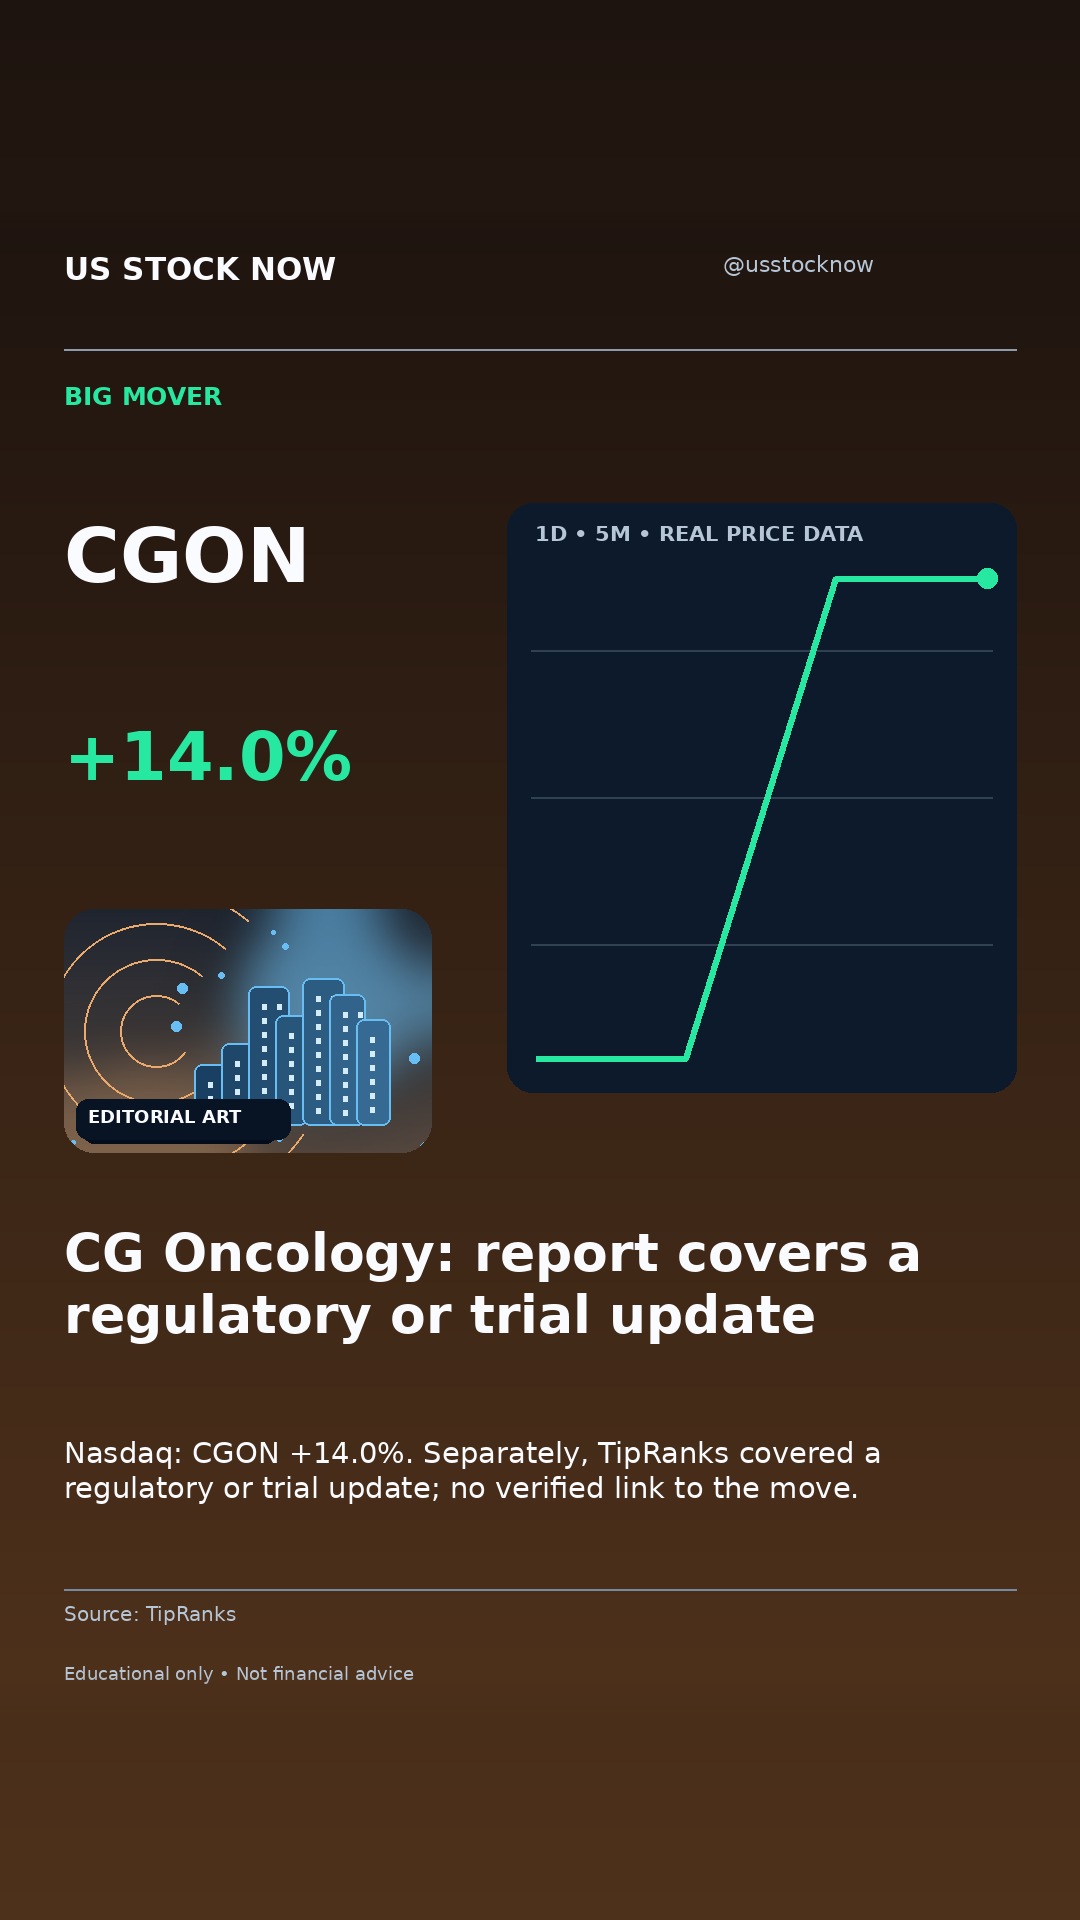 US STOCK NOW
@usstocknow
BIG MOVER
CGON
1D • 5M • REAL PRICE DATA
+14.0%
EDITORIAL ART
CG Oncology: report covers a
regulatory or trial update
Nasdaq: CGON +14.0%. Separately, TipRanks covered a
regulatory or trial update; no verified link to the move.
Source: TipRanks
Educational only • Not financial advice